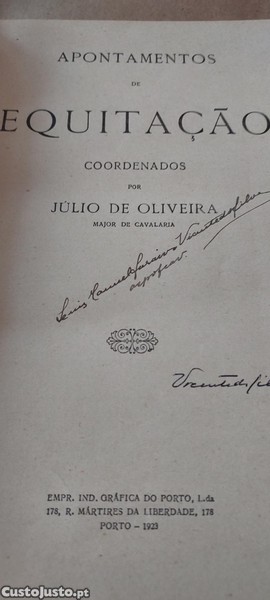 APONTAMENTOS
DE
EQUITAÇÃO
COORDENADOS
POR
JÚLIO DE OLIVEIRA
MAJOR DE CAVALARIA
EMPR. IND. GRÁFICA DO PORTO, L.da
178, R. MÁRTIRES DA LIBERDADE, 178
PORTO - 1923
© CustoJusto.pt